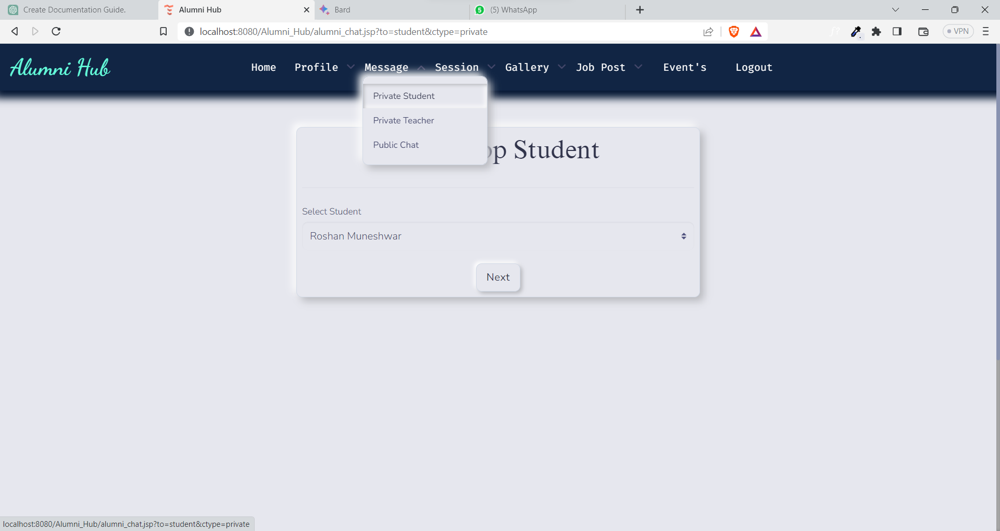 Create Documentation Guide.
Alumni Hub
Bard
5
(5) WhatsApp
localhost:8080/Alumni_Hub/alumni_chat.jsp?to=student&ctype=private
VPN
Alumni Hub
Home Profile Message Session Gallery Job Post Event's Logout
Private Student
Private Teacher
Public Chat
Student
Select Student
Roshan Muneshwar
Next
localhost:8080/Alumni_Hub/alumni_chat.jsp?to=student&ctype=private